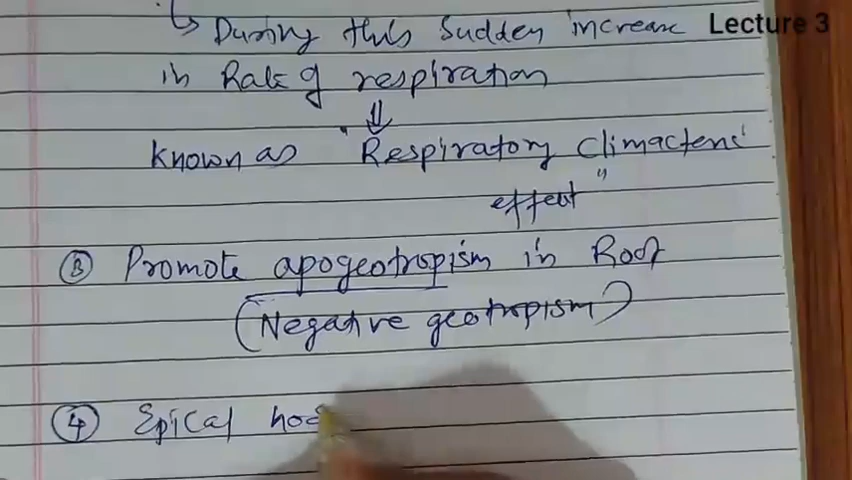 ↳ During this Sudden increase Lecture 3
in Rate of respiration
⇓
Known as "Respiratory Climacteric
effect"
③ Promote apogeotropism in Root
(Negative geotropism)
④ Epical hoo